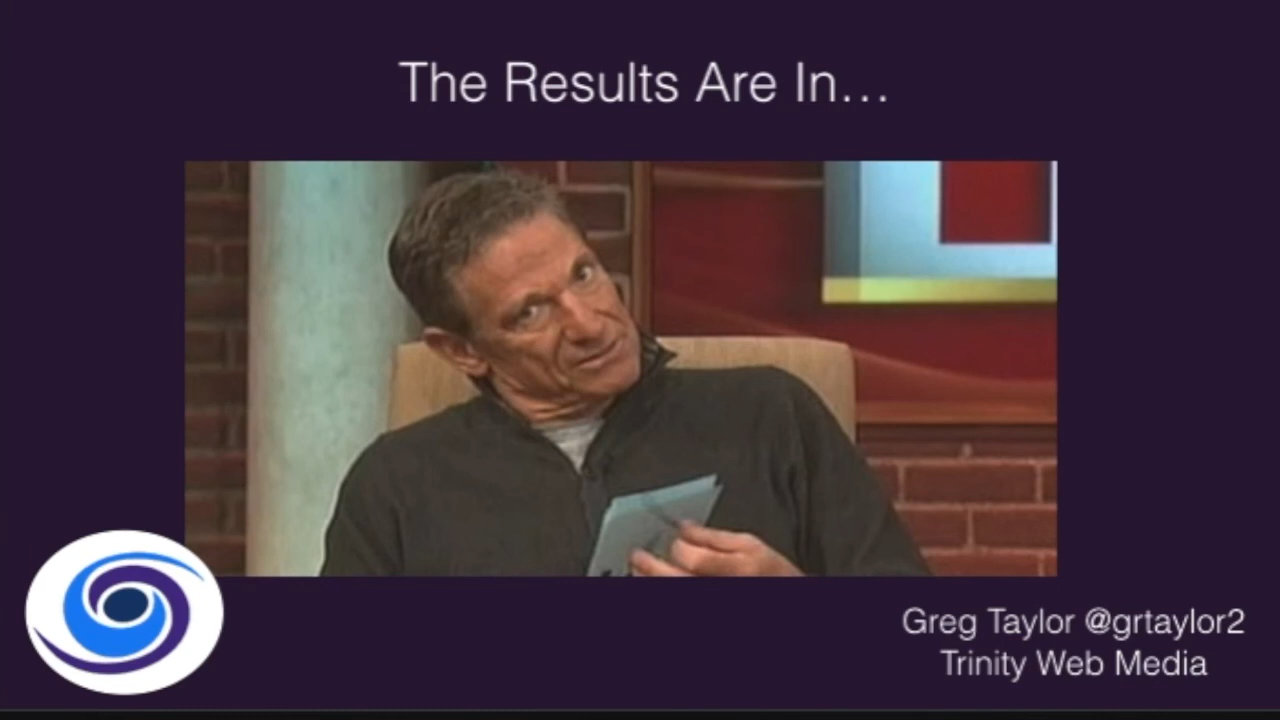 The Results Are In...
Greg Taylor @grtaylor2
Trinity Web Media